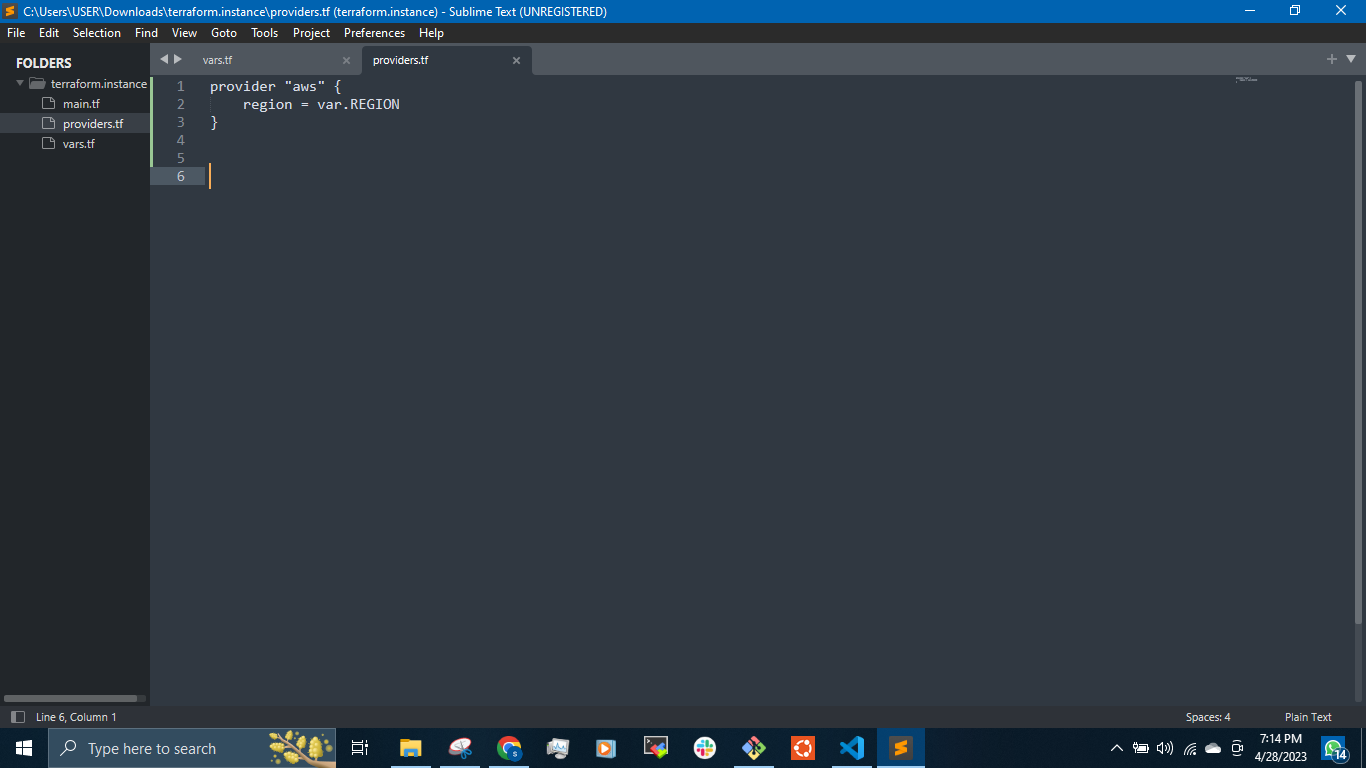 C:\Users\USER\Downloads\terraform.instance\providers.tf (terraform.instance) - Sublime Text (UNREGISTERED)
File Edit Selection Find View Goto Tools Project Preferences Help
FOLDERS
terraform.instance
main.tf
providers.tf
vars.tf
vars.tf providers.tf
1 provider "aws" {
2 region = var.REGION
3 }
4
5
6
Line 6, Column 1 Spaces: 4 Plain Text
Type here to search
7:14 PM
4/28/2023
14